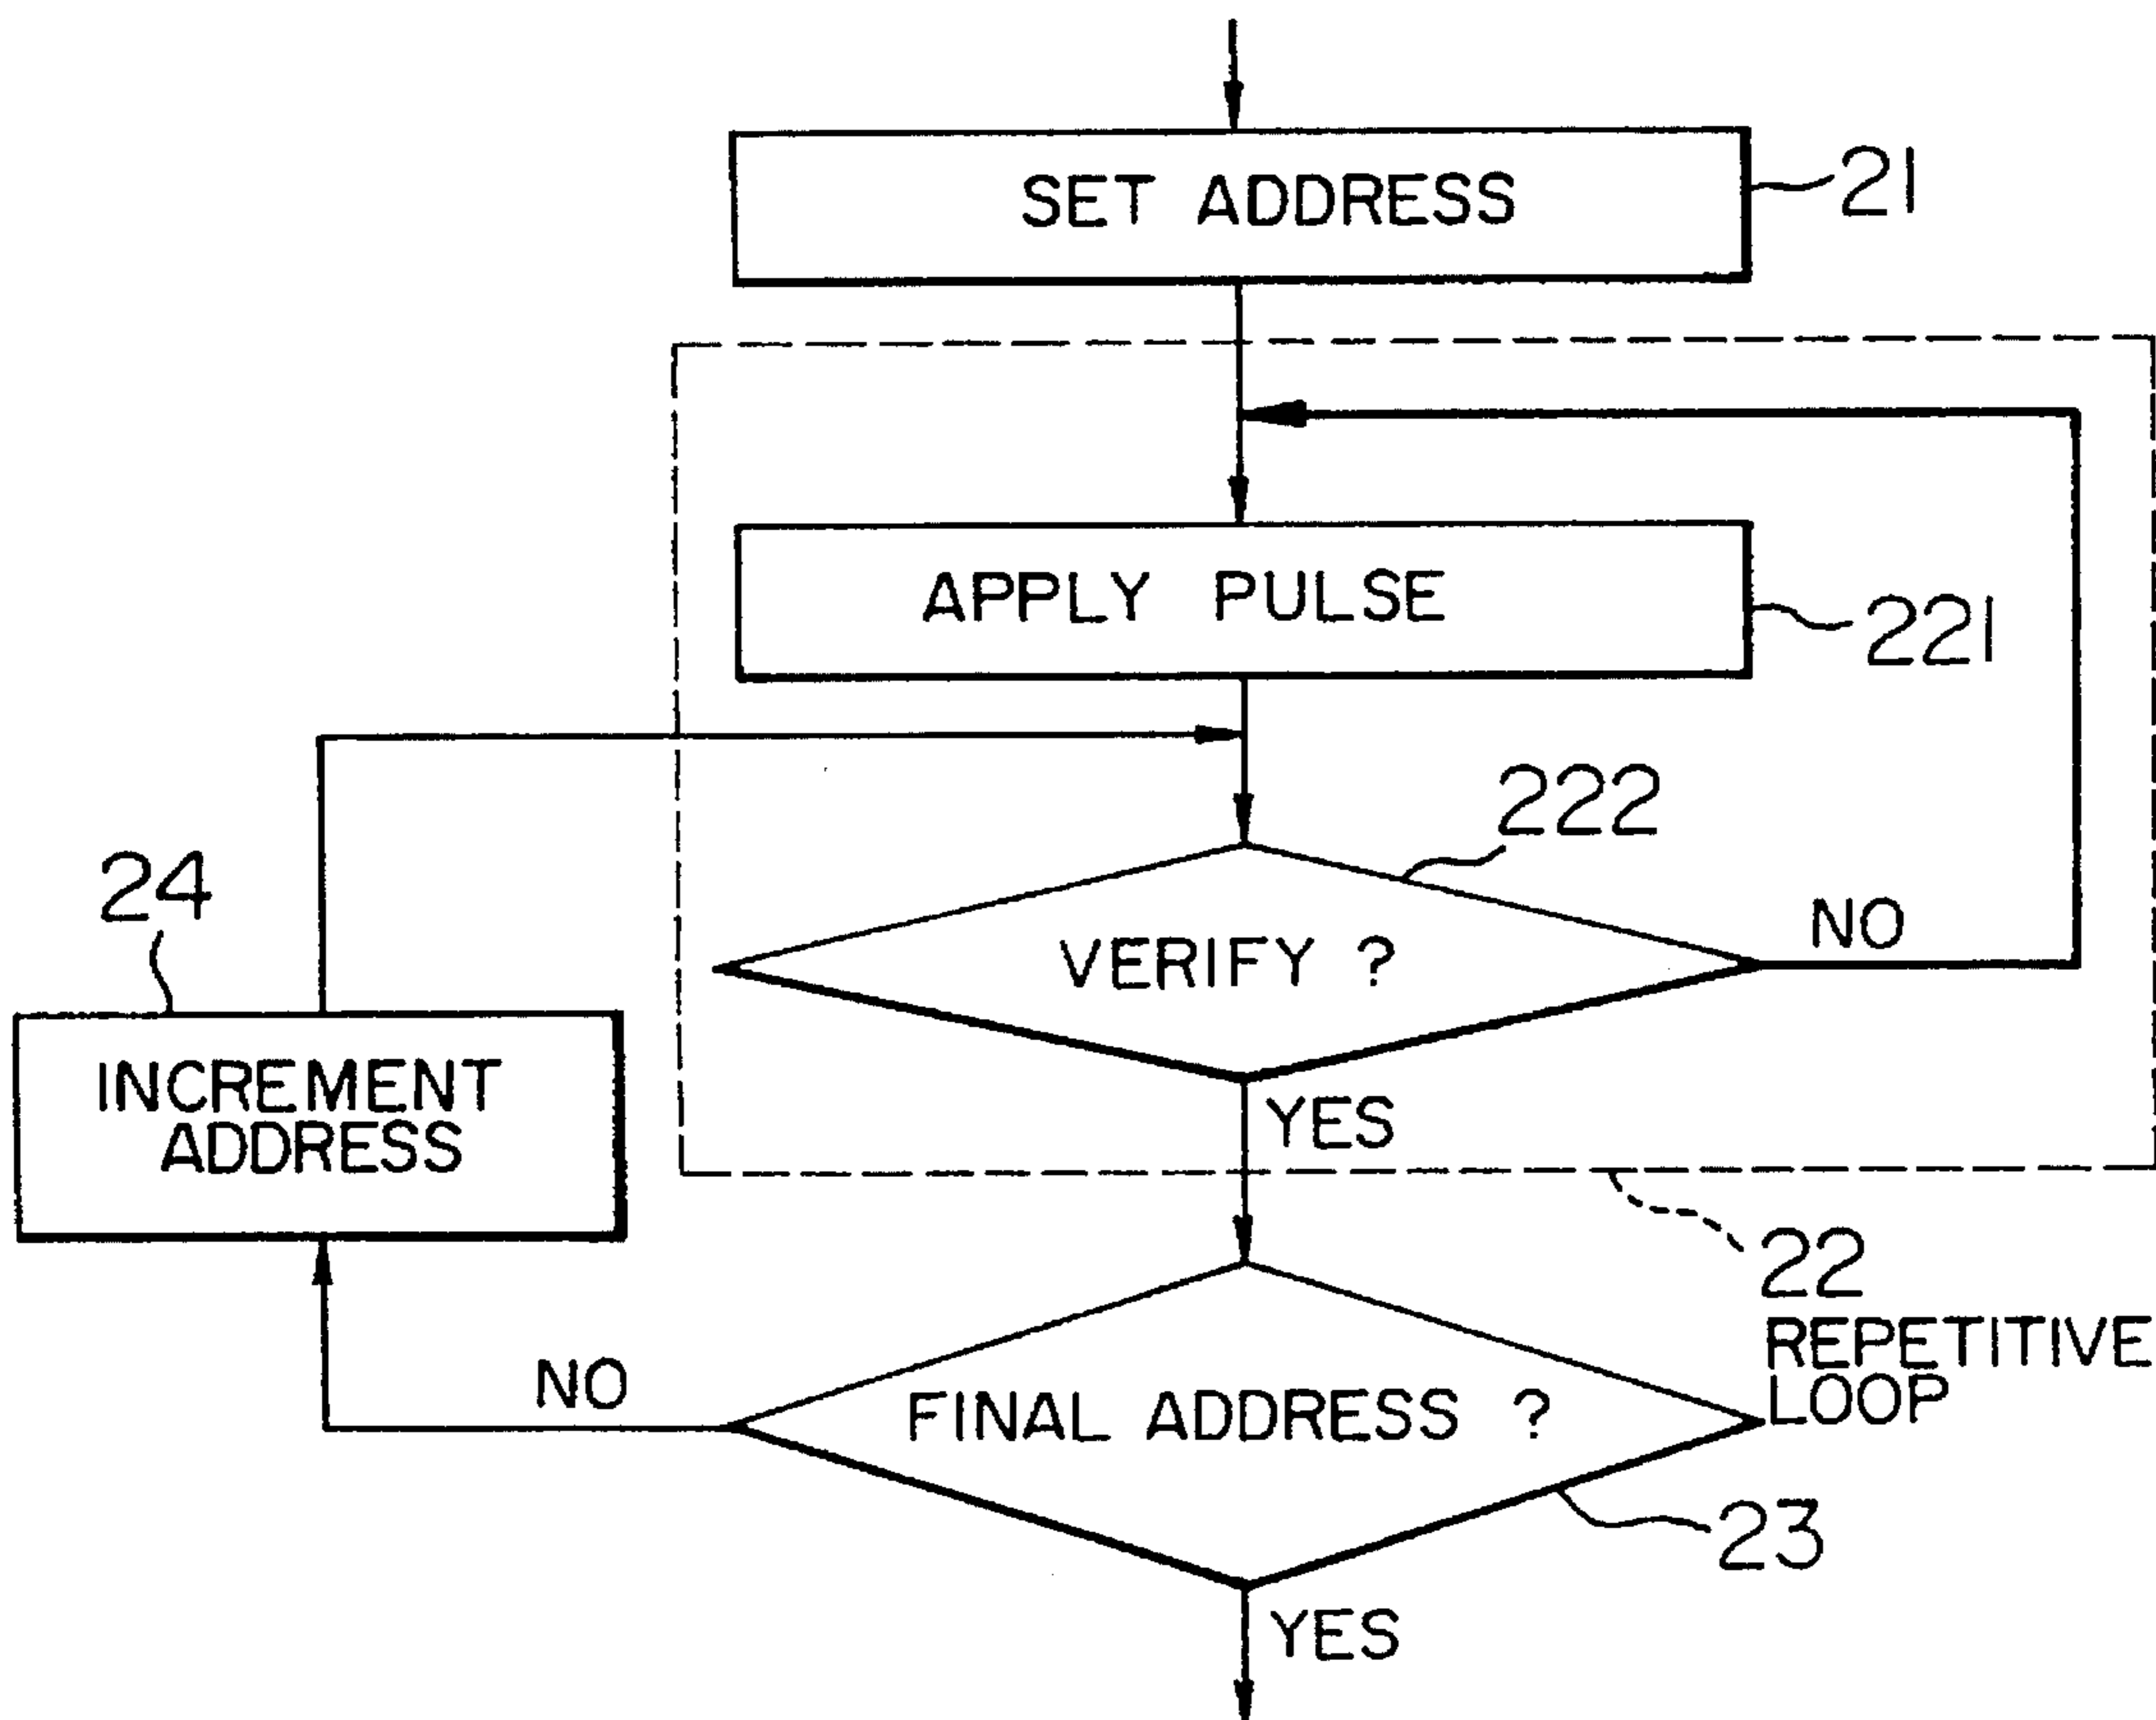 SET ADDRESS
21
APPLY PULSE
221
222
VERIFY ?
NO
24
INCREMENT
ADDRESS
YES
22
REPETITIVE
LOOP
NO
FINAL ADDRESS ?
23
YES